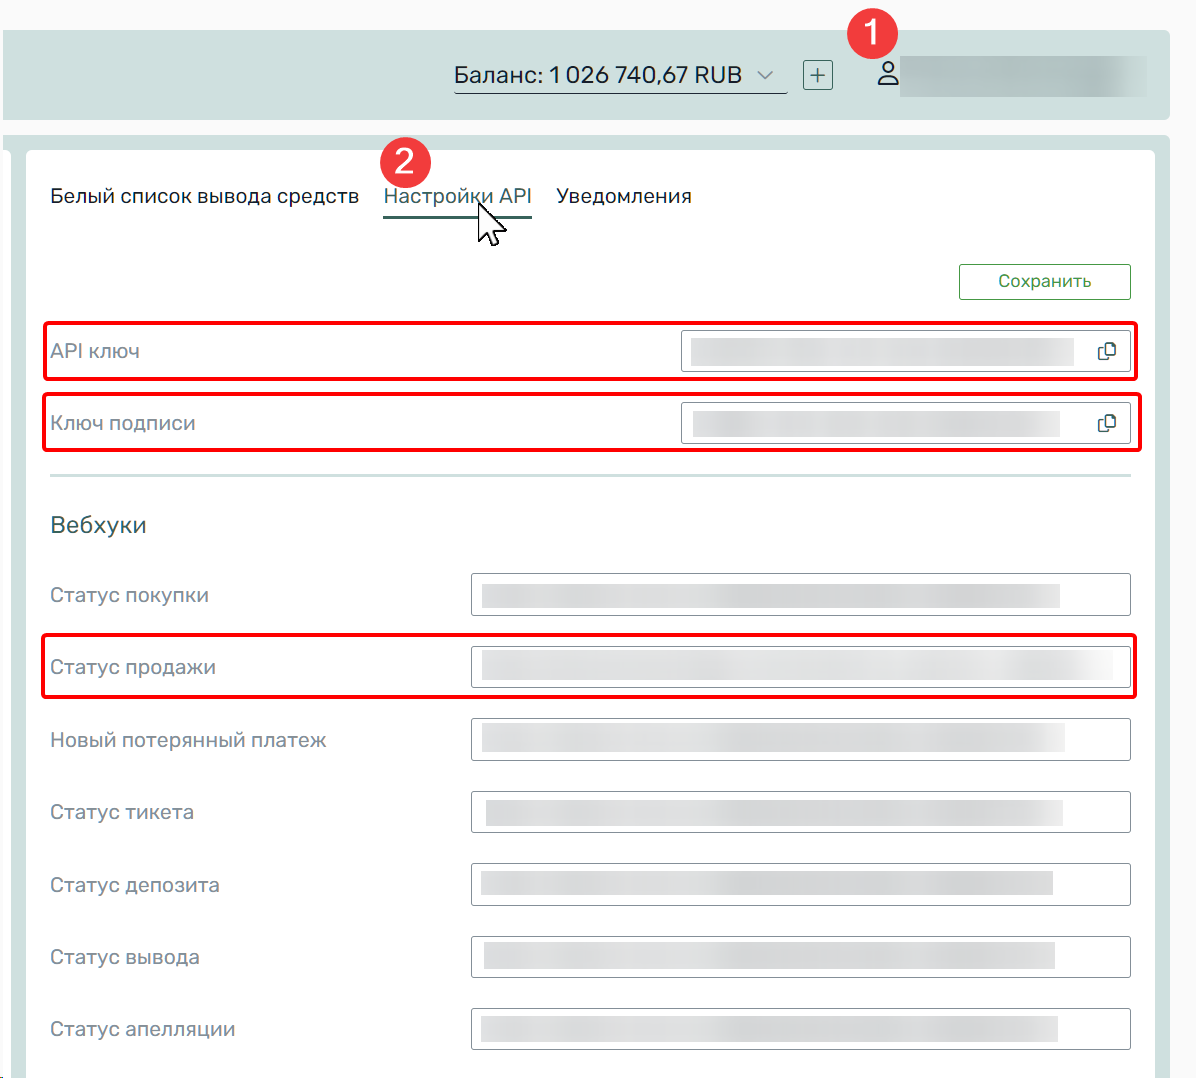 1
Баланс: 1 026 740,67 RUB
2
Белый список вывода средств Настройки API Уведомления
Сохранить
API ключ
Ключ подписи
Вебхуки
Статус покупки
Статус продажи
Новый потерянный платеж
Статус тикета
Статус депозита
Статус вывода
Статус апелляции